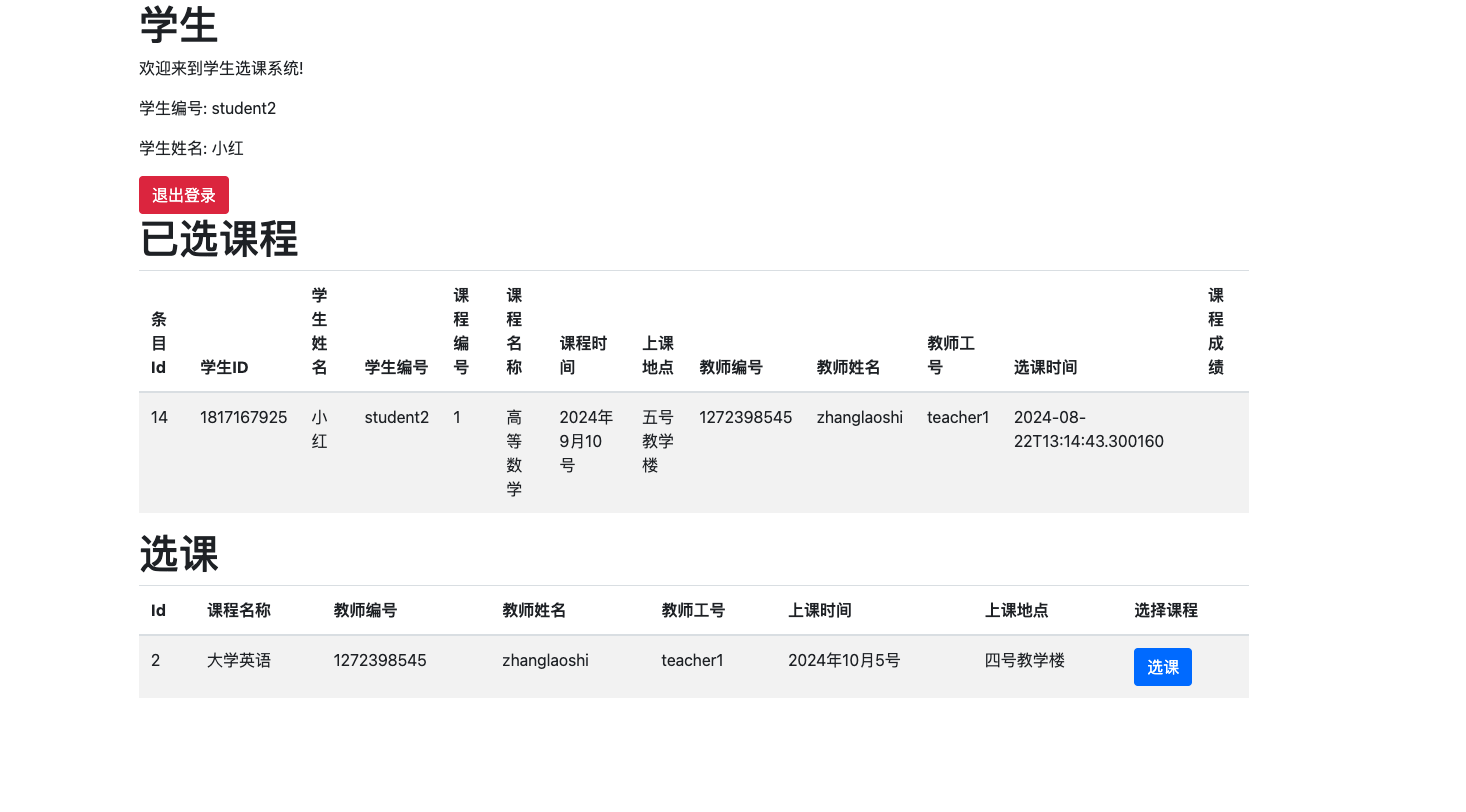 学生
欢迎来到学生选课系统!
学生编号: student2
学生姓名: 小红
退出登录
已选课程
条目Id 学生ID 学生姓名 学生编号 课程编号 课程名称 课程时间 上课地点 教师编号 教师姓名 教师工号 选课时间 课程成绩
14 1817167925 小红 student2 1 高等数学 2024年9月10号 五号教学楼 1272398545 zhanglaoshi teacher1 2024-08-22T13:14:43.300160
选课
Id 课程名称 教师编号 教师姓名 教师工号 上课时间 上课地点 选择课程
2 大学英语 1272398545 zhanglaoshi teacher1 2024年10月5号 四号教学楼 选课